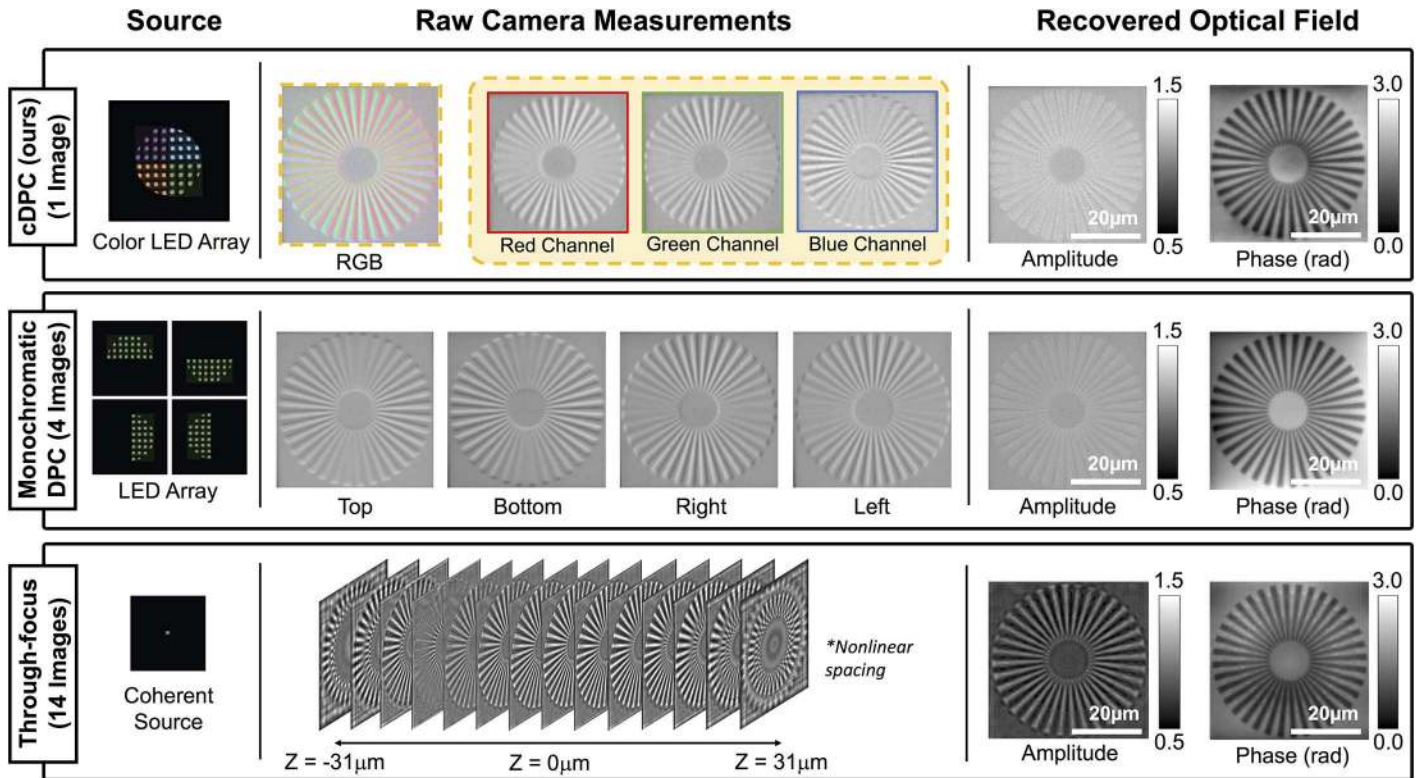 Source
Raw Camera Measurements
Recovered Optical Field
cDPC (ours)
(1 Image)
Color LED Array
RGB
Red Channel
Green Channel
Blue Channel
20μm
Amplitude
1.5
0.5
20μm
Phase (rad)
3.0
0.0
Monochromatic
DPC (4 Images)
LED Array
Top
Bottom
Right
Left
20μm
Amplitude
1.5
0.5
20μm
Phase (rad)
3.0
0.0
Through-focus
(14 Images)
Coherent
Source
*Nonlinear
spacing
Z = -31μm
Z = 0μm
Z = 31μm
20μm
Amplitude
1.5
0.5
20μm
Phase (rad)
3.0
0.0